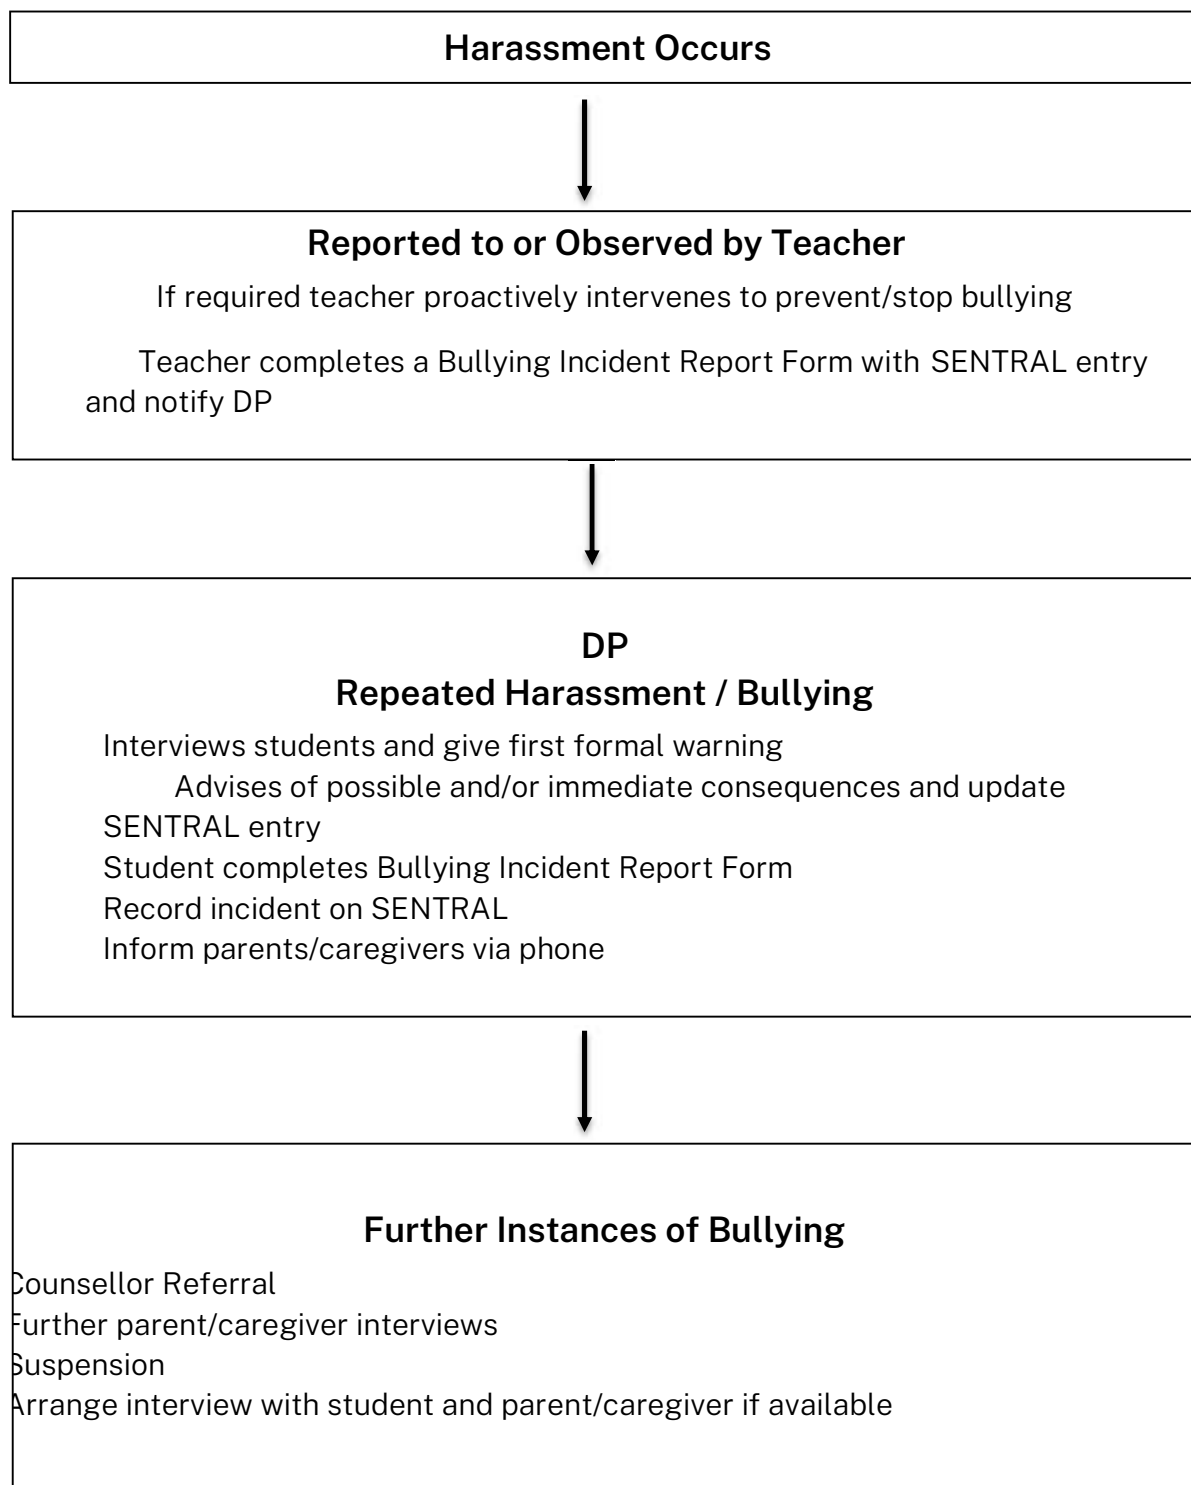 Harassment Occurs
Reported to or Observed by Teacher
If required teacher proactively intervenes to prevent/stop bullying
Teacher completes a Bullying Incident Report Form with SENTRAL entry
and notify DP
DP
Repeated Harassment / Bullying
Interviews students and give first formal warning
Advises of possible and/or immediate consequences and update
SENTRAL entry
Student completes Bullying Incident Report Form
Record incident on SENTRAL
Inform parents/caregivers via phone
Further Instances of Bullying
Counsellor Referral
Further parent/caregiver interviews
Suspension
Arrange interview with student and parent/caregiver if available